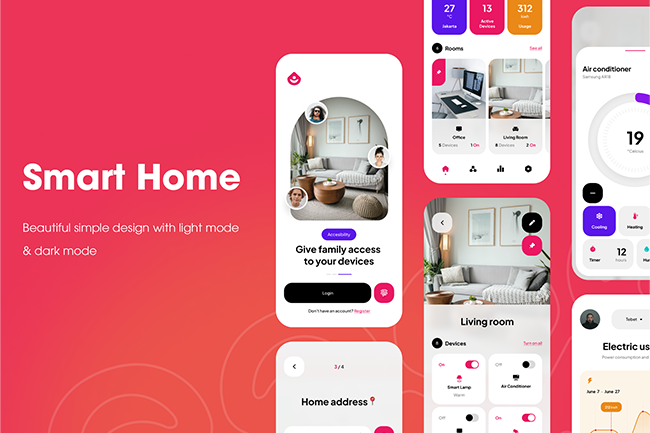 Smart Home
Beautiful simple design with light mode
& dark mode
Accesbility
Give family access
to your devices
Login
Don't have an account? Register
3 / 4
Home address
27
°C
Jakarta
13
Active
Devices
312
kwh
Usage
6 Rooms
See all
Office
5 Devices 1 On
Living Room
8 Devices 2 On
Living room
Devices
Turn on all
On
Smart Lamp
Warm
Off
Air Conditioner
On
Off
Air conditioner
Samsung AR18
19
°Celcius
Cooling
Heating
Timer
12
hours
Hu
Tebet
Electric us
Power consumption and
June 7 - June 27